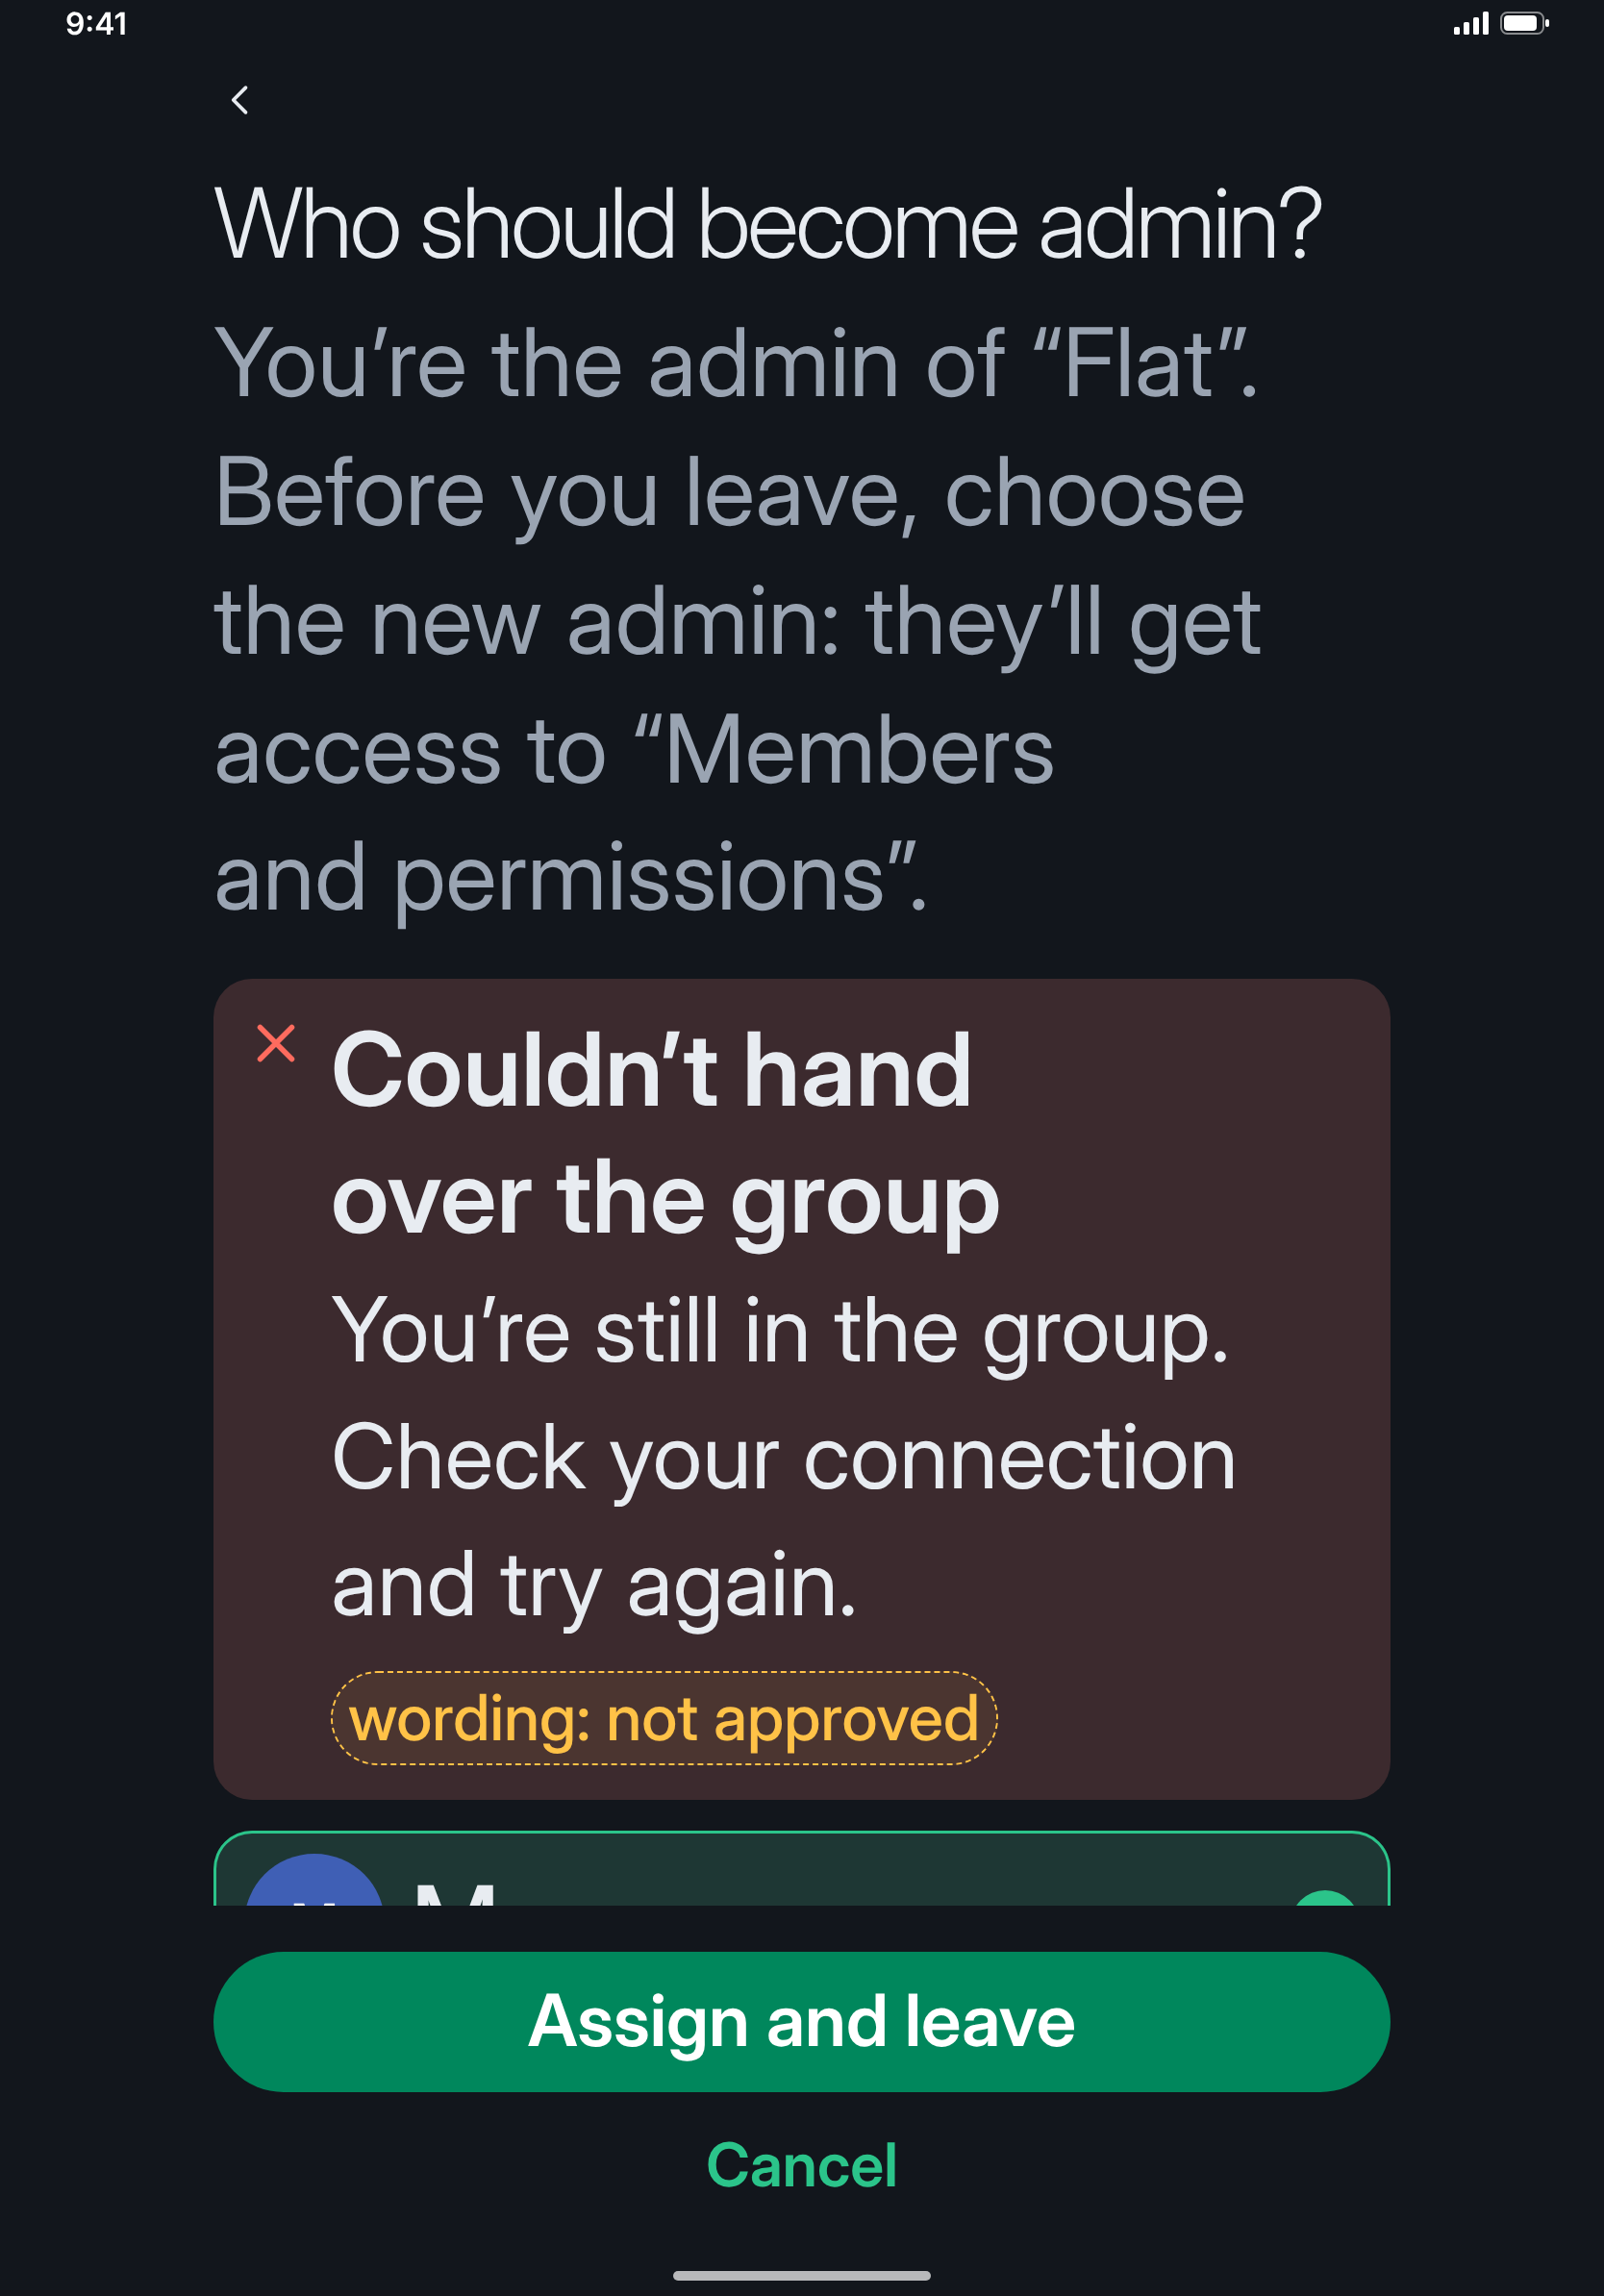 9:41
Who should become admin?
You’re the admin of “Flat”.
Before you leave, choose
the new admin: they’ll get
access to “Members
and permissions”.
Couldn’t hand
over the group
You’re still in the group.
Check your connection
and try again.
wording: not approved
Assign and leave
Cancel